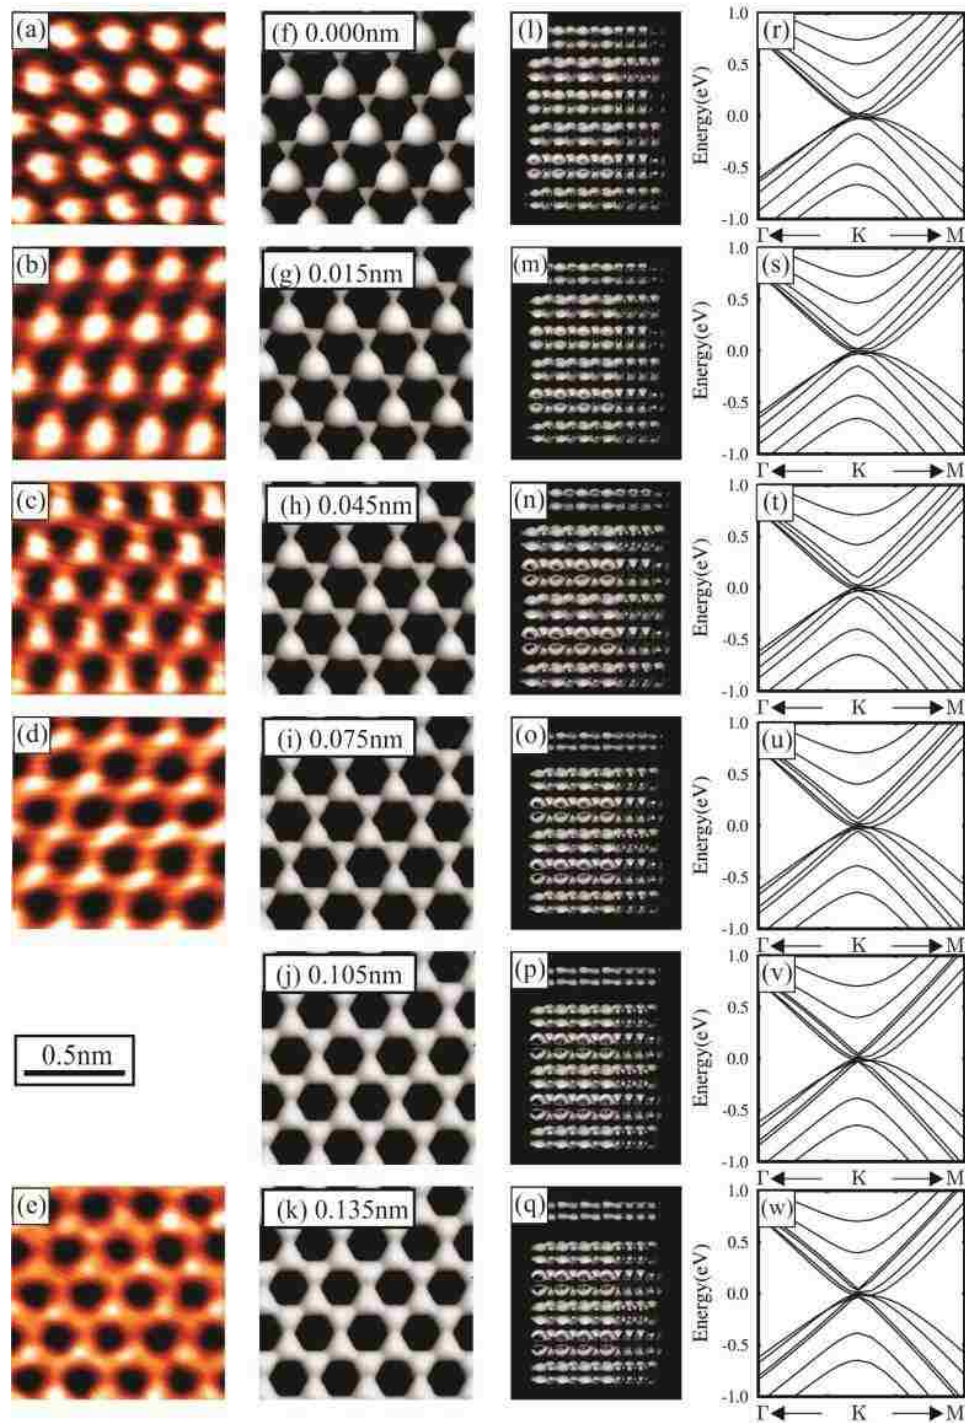 (a)
(f) 0.000nm
(l)
(r)
1.0
0.5
0.0
-0.5
-1.0
Energy(eV)
Γ K M
(b)
(g) 0.015nm
(m)
(s)
1.0
0.5
0.0
-0.5
-1.0
Energy(eV)
Γ K M
(c)
(h) 0.045nm
(n)
(t)
1.0
0.5
0.0
-0.5
-1.0
Energy(eV)
Γ K M
(d)
(i) 0.075nm
(o)
(u)
1.0
0.5
0.0
-0.5
-1.0
Energy(eV)
Γ K M
0.5nm
(j) 0.105nm
(p)
(v)
1.0
0.5
0.0
-0.5
-1.0
Energy(eV)
Γ K M
(e)
(k) 0.135nm
(q)
(w)
1.0
0.5
0.0
-0.5
-1.0
Energy(eV)
Γ K M